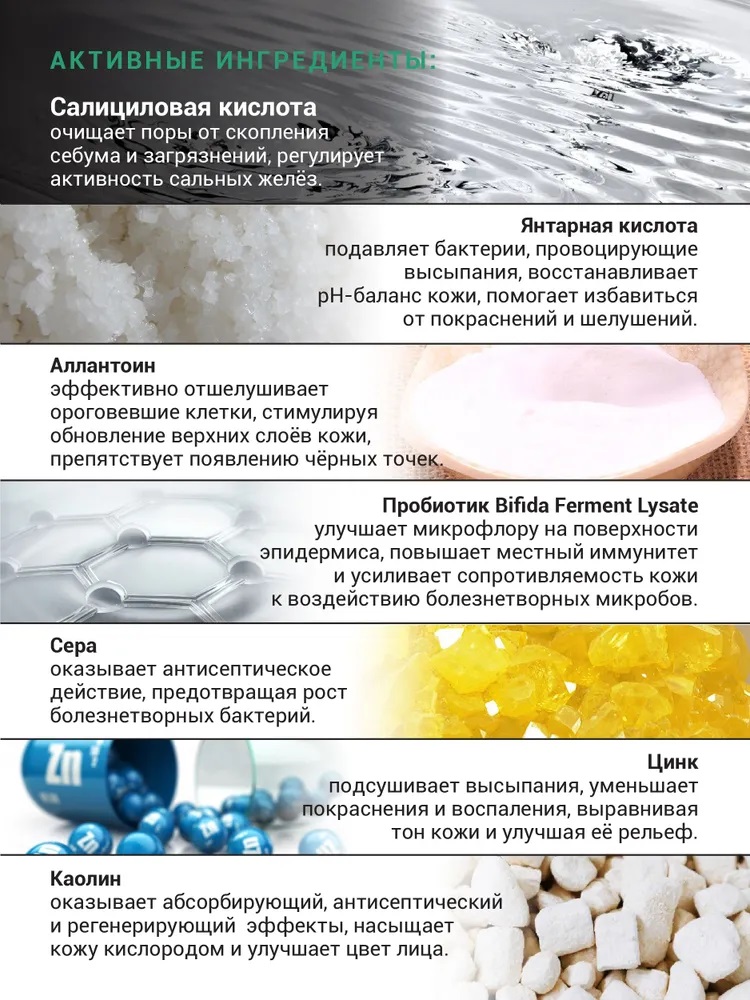 АКТИВНЫЕ ИНГРЕДИЕНТЫ:
Салициловая кислота
очищает поры от скопления
себума и загрязнений, регулирует
активность сальных желёз.
Янтарная кислота
подавляет бактерии, провоцирующие
высыпания, восстанавливает
pH-баланс кожи, помогает избавиться
от покраснений и шелушений.
Аллантоин
эффективно отшелушивает
ороговевшие клетки, стимулируя
обновление верхних слоёв кожи,
препятствует появлению чёрных точек.
Пробиотик Bifida Ferment Lysate
улучшает микрофлору на поверхности
эпидермиса, повышает местный иммунитет
и усиливает сопротивляемость кожи
к воздействию болезнетворных микробов.
Сера
оказывает антисептическое
действие, предотвращая рост
болезнетворных бактерий.
Zn
Zn
Zn
Цинк
подсушивает высыпания, уменьшает
покраснения и воспаления, выравнивая
тон кожи и улучшая её рельеф.
Каолин
оказывает абсорбирующий, антисептический
и регенерирующий  эффекты, насыщает
кожу кислородом и улучшает цвет лица.